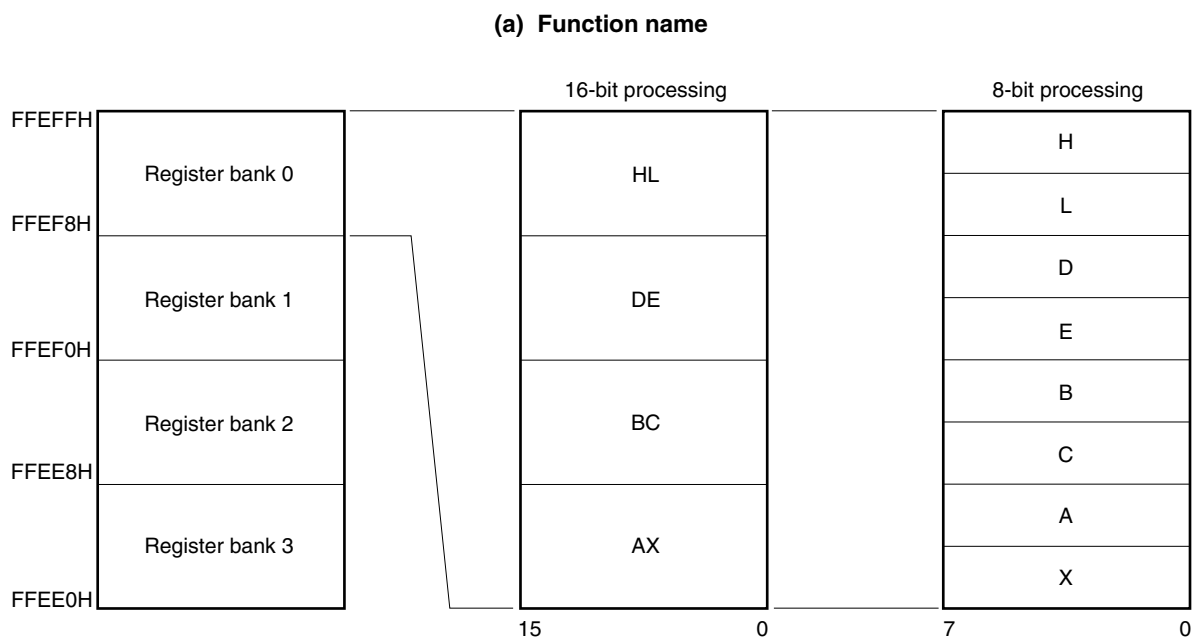 (a) Function name
16-bit processing
8-bit processing
FFEFFH
Register bank 0
HL
H
L
FFEF8H
Register bank 1
DE
D
E
FFEF0H
Register bank 2
BC
B
C
FFEE8H
Register bank 3
AX
A
X
FFEE0H
15 0
7 0